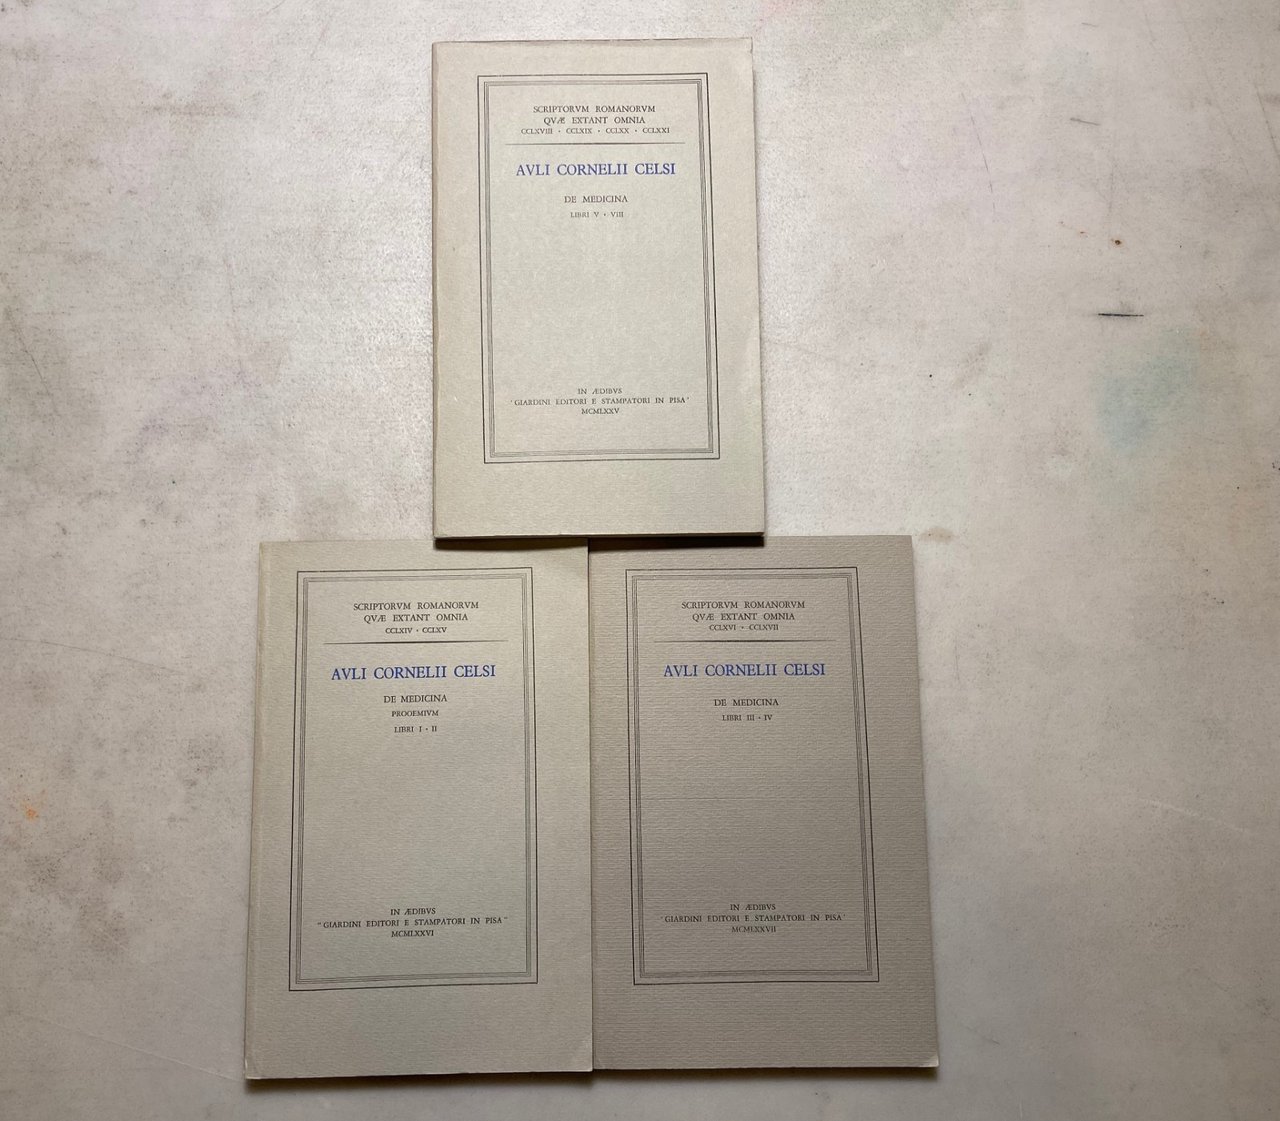 SCRIPTORVM ROMANORVM
QVÆ EXTANT OMNIA
CCLXVIII • CCLXIX • CCLXX • CCLXXI
AVLI CORNELII CELSI
DE MEDICINA
LIBRI V • VIII
IN ÆDIBVS
'GIARDINI EDITORI E STAMPATORI IN PISA'
MCMLXXV
SCRIPTORVM ROMANORVM
QVÆ EXTANT OMNIA
CCLXIV • CCLXV
AVLI CORNELII CELSI
DE MEDICINA
PROOEMIVM
LIBRI I • II
IN ÆDIBVS
"GIARDINI EDITORI E STAMPATORI IN PISA"
MCMLXXVI
SCRIPTORVM ROMANORVM
QVÆ EXTANT OMNIA
CCLXVI • CCLXVII
AVLI CORNELII CELSI
DE MEDICINA
LIBRI III • IV
IN ÆDIBVS
'GIARDINI EDITORI E STAMPATORI IN PISA'
MCMLXXVII